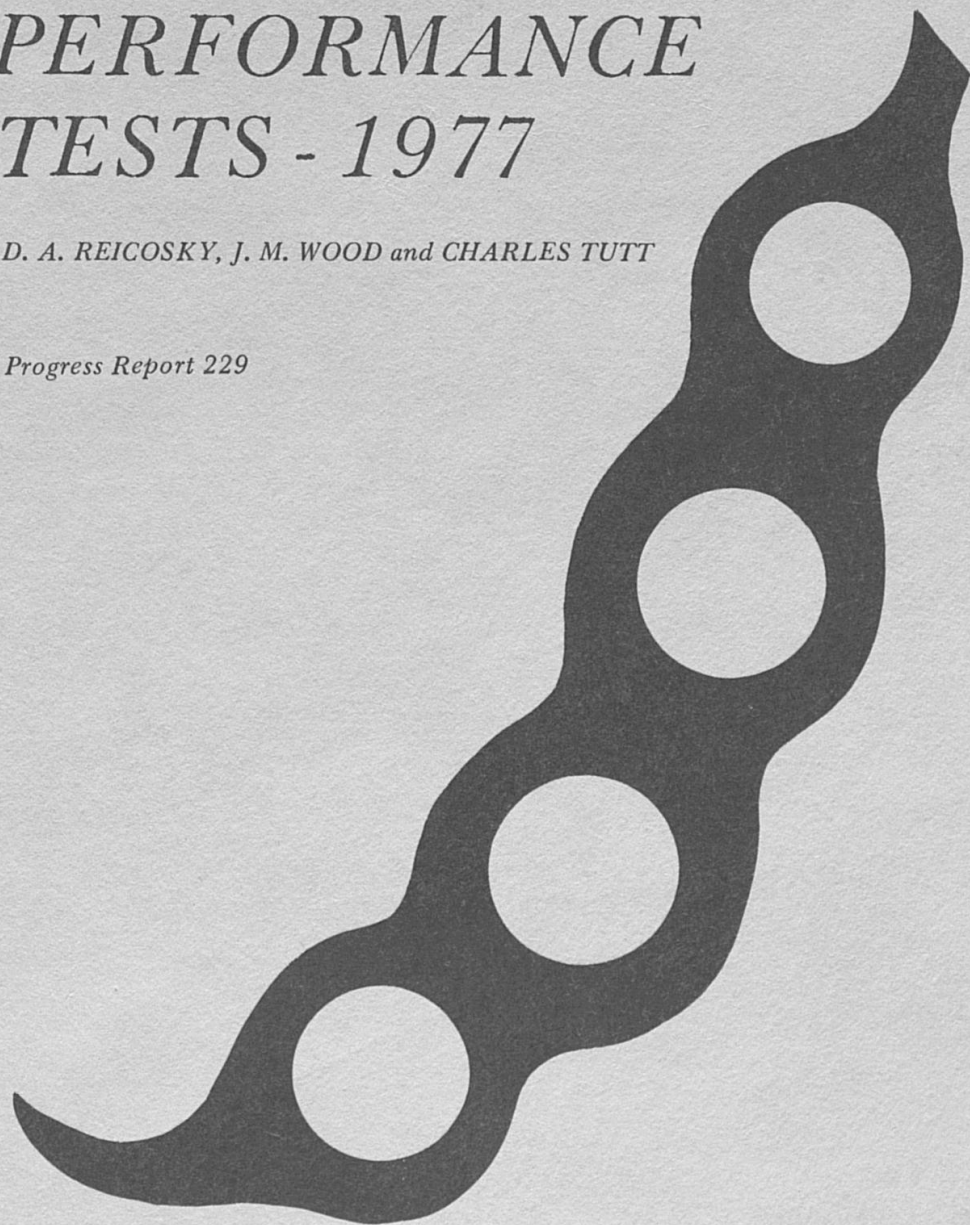 PERFORMANCE
TESTS - 1977
D. A. REICOSKY, J. M. WOOD and CHARLES TUTT
Progress Report 229